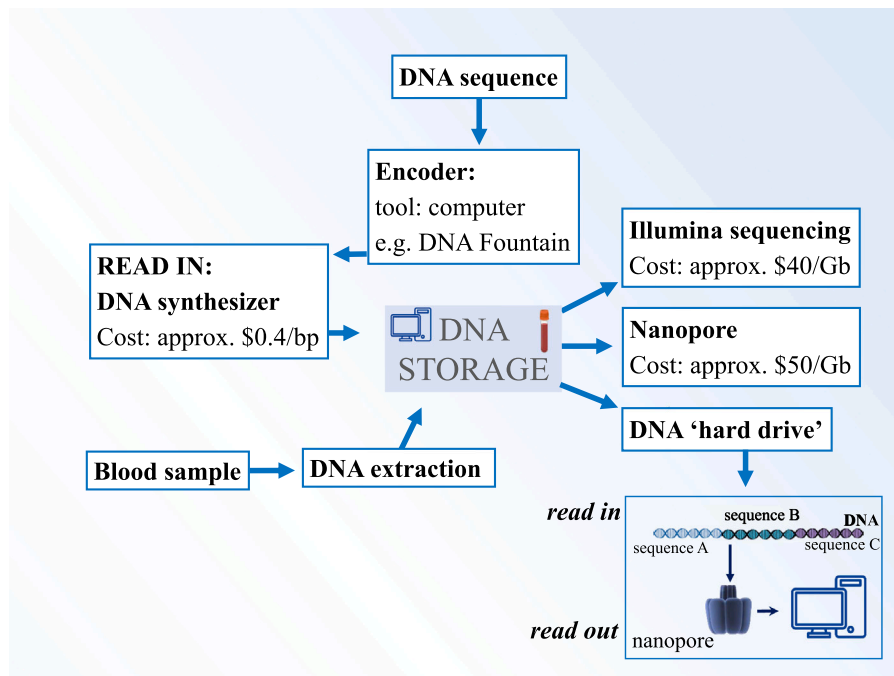 DNA sequence
Encoder:
tool: computer
e.g. DNA Fountain
READ IN:
DNA synthesizer
Cost: approx. $0.4/bp
DNA
STORAGE
Illumina sequencing
Cost: approx. $40/Gb
Nanopore
Cost: approx. $50/Gb
DNA ‘hard drive’
Blood sample
DNA extraction
read in
sequence B
DNA
sequence A
sequence C
read out
nanopore